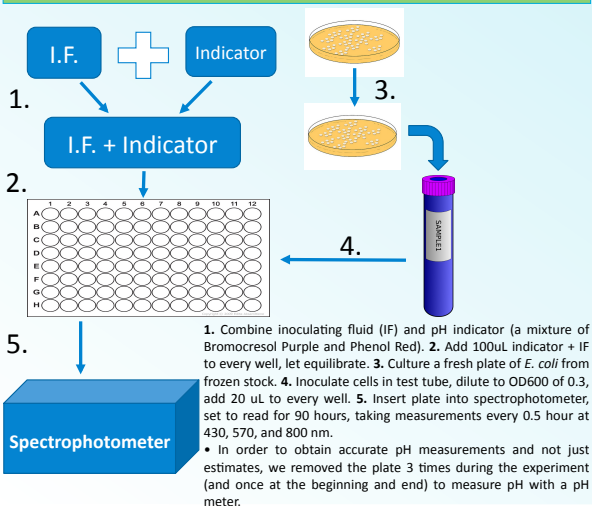 I.F.
Indicator
1.
3.
I.F. + Indicator
2.
1 2 3 4 5 6 7 8 9 10 11 12
A
B
C
D
E
F
G
H
SAMPLE1
4.
5.
Spectrophotometer
1. Combine inoculating fluid (IF) and pH indicator (a mixture of
Bromocresol Purple and Phenol Red). 2. Add 100uL indicator + IF
to every well, let equilibrate. 3. Culture a fresh plate of E. coli from
frozen stock. 4. Inoculate cells in test tube, dilute to OD600 of 0.3,
add 20 uL to every well. 5. Insert plate into spectrophotometer,
set to read for 90 hours, taking measurements every 0.5 hour at
430, 570, and 800 nm.
• In order to obtain accurate pH measurements and not just
estimates, we removed the plate 3 times during the experiment
(and once at the beginning and end) to measure pH with a pH
meter.